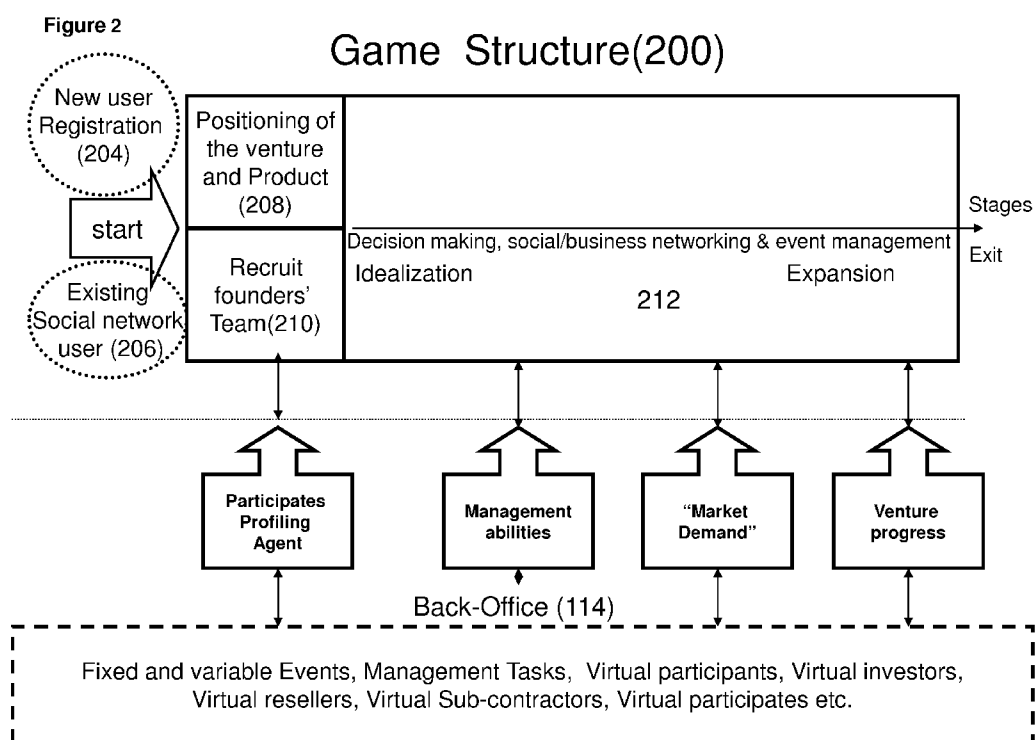 Figure 2
Game Structure(200)
New user
Registration
(204)
start
Existing
Social network
user (206)
Positioning of
the venture
and Product
(208)
Recruit
founders’
Team(210)
Stages
Decision making, social/business networking & event management
Exit
Idealization
Expansion
212
Participates
Profiling
Agent
Management
abilities
“Market
Demand”
Venture
progress
Back-Office (114)
Fixed and variable Events, Management Tasks, Virtual participants, Virtual investors,
Virtual resellers, Virtual Sub-contractors, Virtual participates etc.